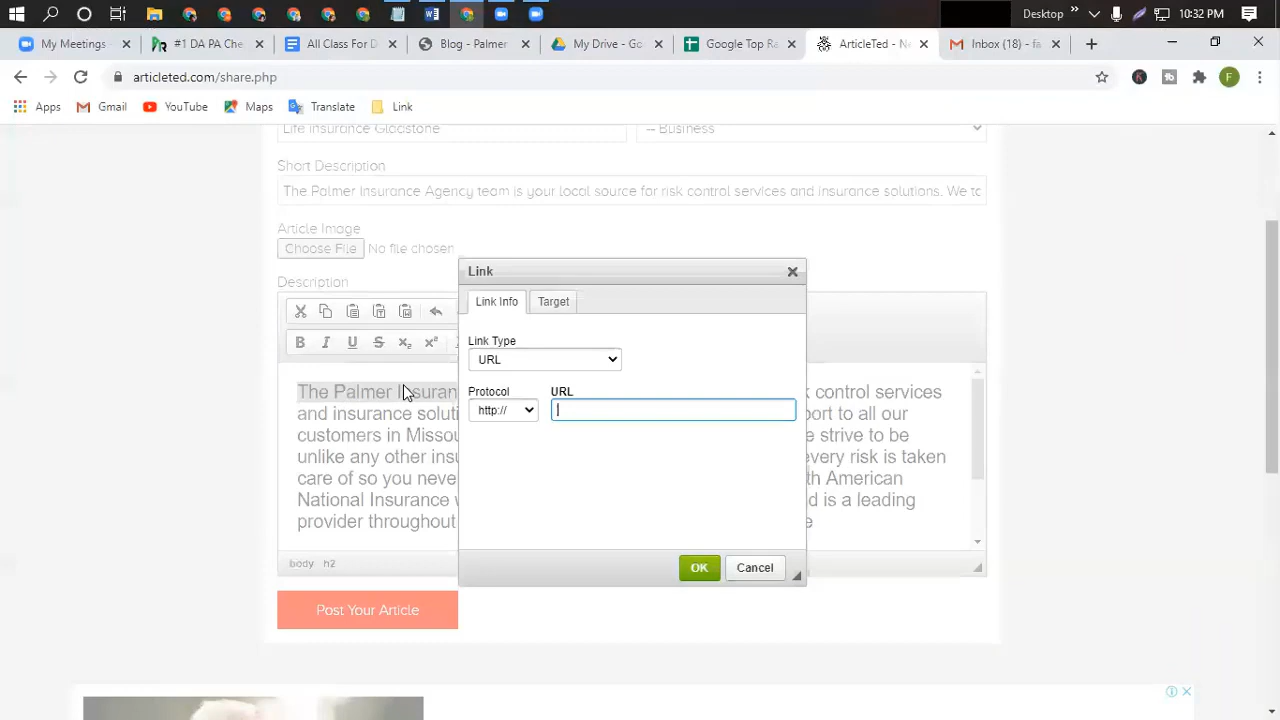 Desktop
10:32 PM
My Meetings
#1 DA PA Che
All Class For D
Blog - Palmer
My Drive - Go
Google Top Ra
ArticleTed - Ne
Inbox (18) - fa
articleted.com/share.php
F
Apps
Gmail
YouTube
Maps
Translate
Link
Life Insurance Gladstone
-- Business
Short Description
The Palmer Insurance Agency team is your local source for risk control services and insurance solutions. We tc
Article Image
Choose File No file chosen
Description
Link
Link Info
Target
Link Type
URL
Protocol
URL
http://
OK
Cancel
The Palmer Insuran k control services
and insurance soluti port to all our
customers in Missou e strive to be
unlike any other insu every risk is taken
care of so you neve th American
National Insurance w d is a leading
provider throughout e
body h2
Post Your Article